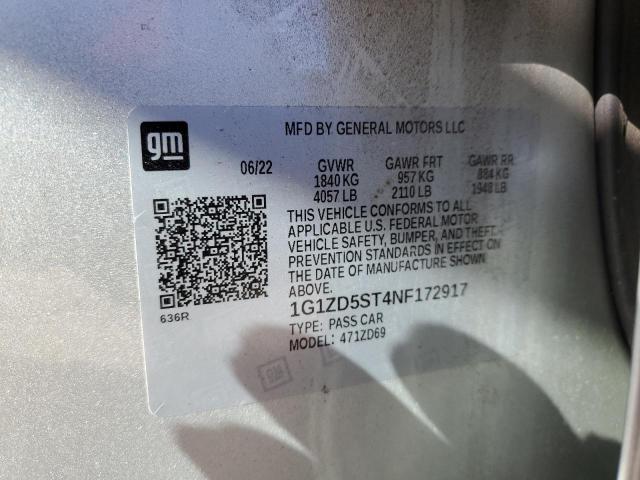 gm
MFD BY GENERAL MOTORS LLC
06/22 GVWR GAWR FRT GAWR RR
1840 KG 957 KG 884 KG
4057 LB 2110 LB 1948 LB
THIS VEHICLE CONFORMS TO ALL
APPLICABLE U.S. FEDERAL MOTOR
VEHICLE SAFETY, BUMPER, AND THEFT
PREVENTION STANDARDS IN EFFECT ON
THE DATE OF MANUFACTURE SHOWN
ABOVE.
636R
1G1ZD5ST4NF172917
TYPE: PASS CAR
MODEL: 471ZD69
GM